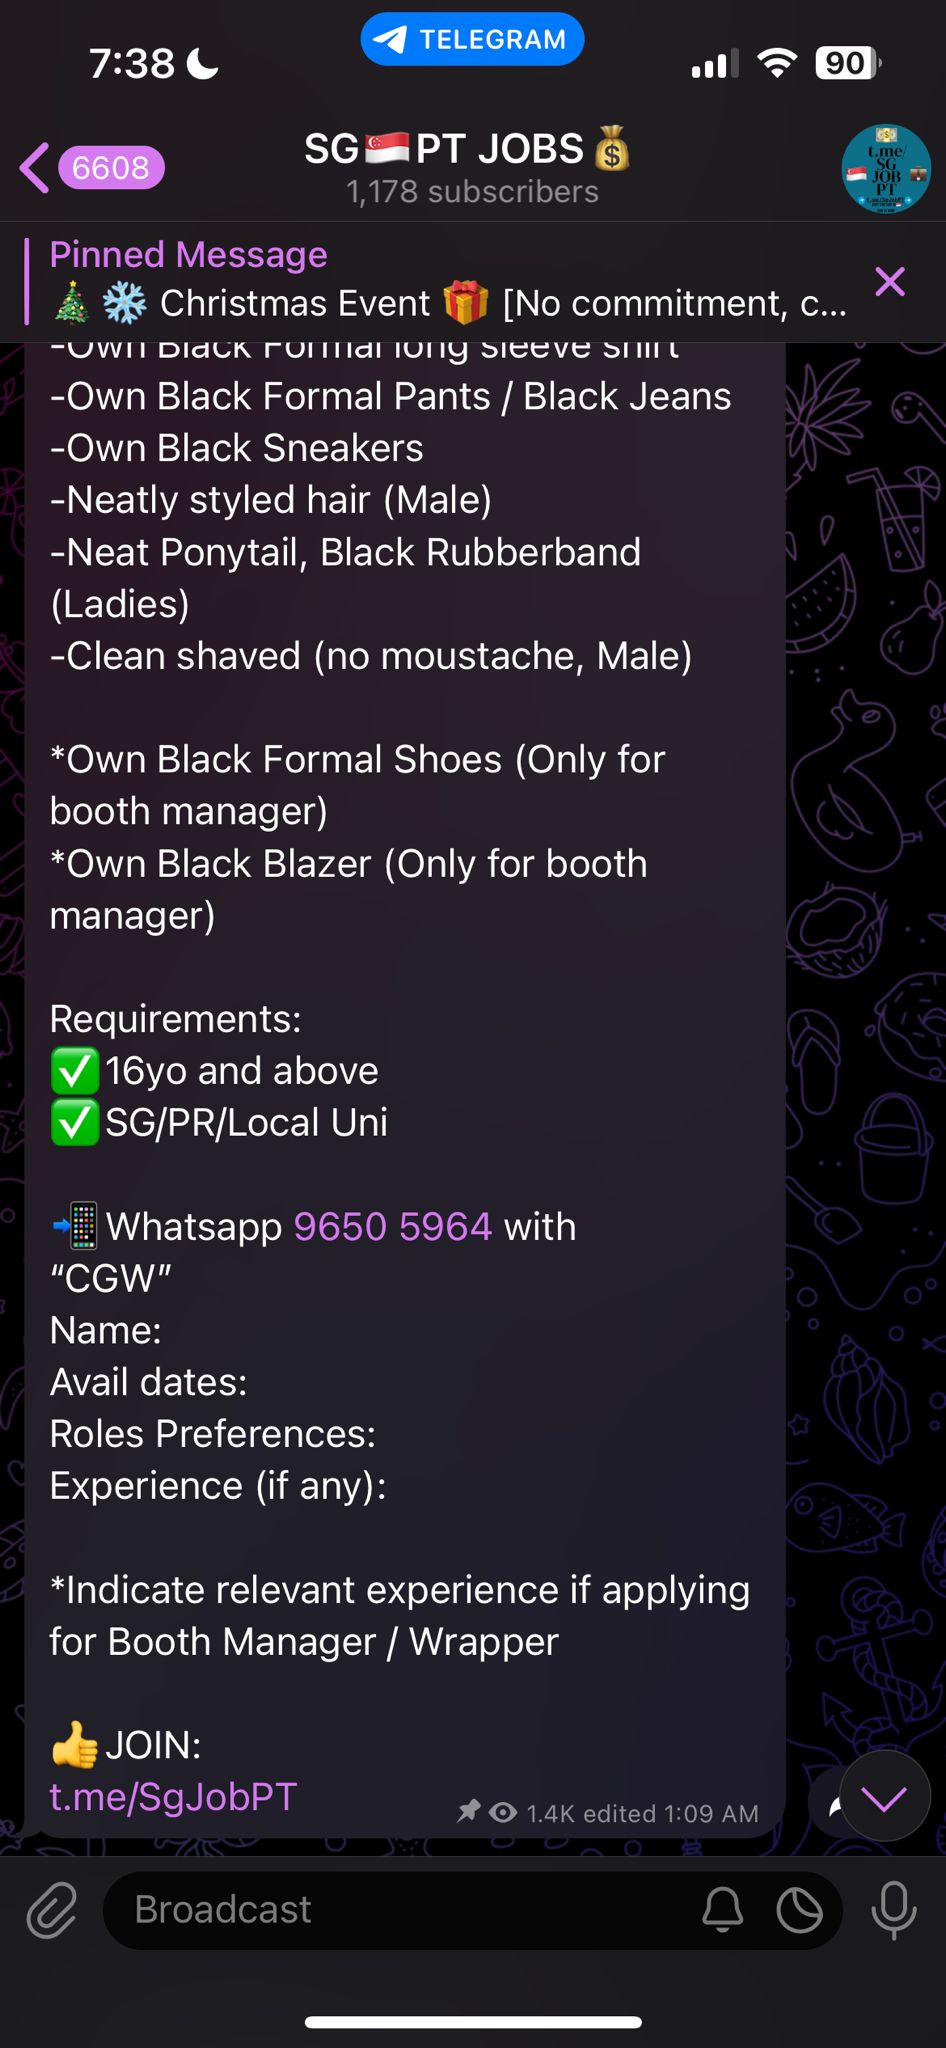 7:38
TELEGRAM
90
6608
SG🇸🇬PT JOBS💰
1,178 subscribers
t.me/
SG
JOB
PT
Pinned Message
🎄❄️ Christmas Event 🎁 [No commitment, c...
-Own Black Formal long sleeve shirt
-Own Black Formal Pants / Black Jeans
-Own Black Sneakers
-Neatly styled hair (Male)
-Neat Ponytail, Black Rubberband
(Ladies)
-Clean shaved (no moustache, Male)
*Own Black Formal Shoes (Only for
booth manager)
*Own Black Blazer (Only for booth
manager)
Requirements:
✅16yo and above
✅SG/PR/Local Uni
📲Whatsapp 9650 5964 with
“CGW”
Name:
Avail dates:
Roles Preferences:
Experience (if any):
*Indicate relevant experience if applying
for Booth Manager / Wrapper
👍JOIN:
t.me/SgJobPT
1.4K edited 1:09 AM
Broadcast